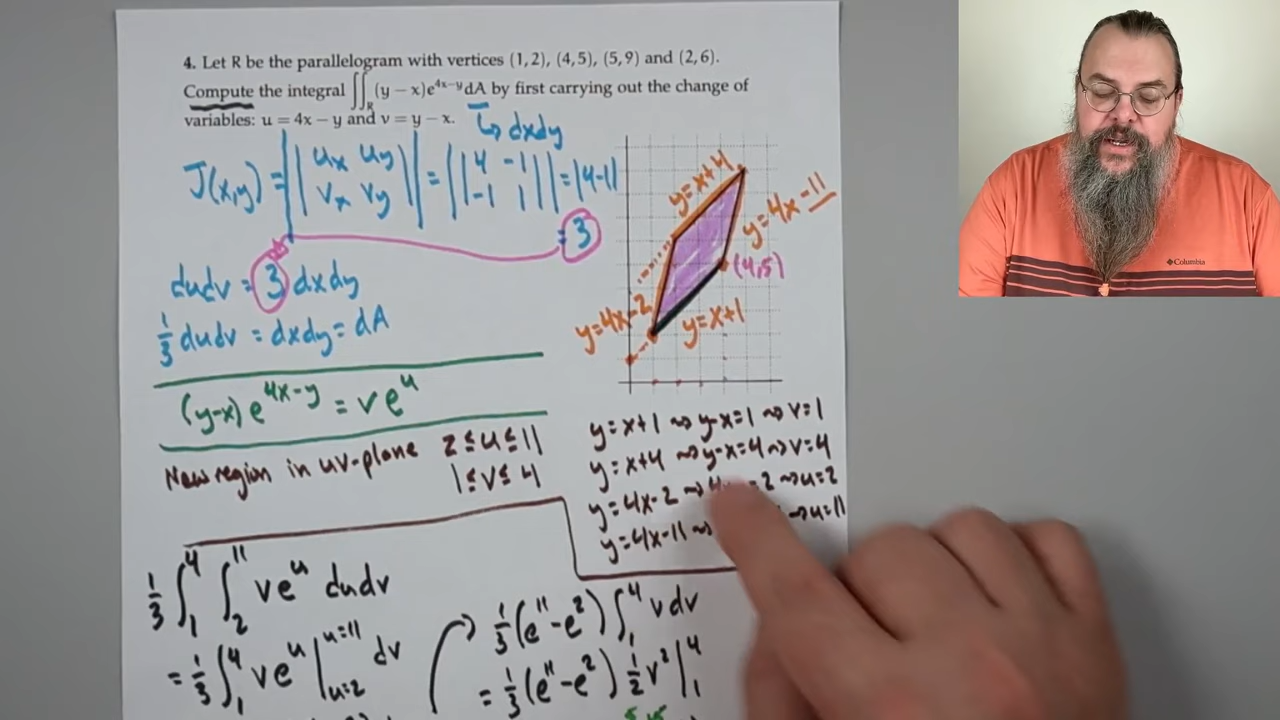 4. Let R be the parallelogram with vertices (1, 2), (4, 5), (5, 9) and (2, 6).
Compute the integral ∬_R (y − x)e^{4x−y}dA by first carrying out the change of
variables: u = 4x − y and v = y − x.
↳ dxdy
J(x,y) = || u_x u_y | = || 4 -1 || = |4-1|
v_x v_y || -1 1 ||
= 3
dudv = 3 dxdy
1/3 dudv = dxdy = dA
(y-x) e^{4x-y} = v e^u
New region in uv-plane 2 ≤ u ≤ 11
1 ≤ v ≤ 4
y=x+4
y=4x-11
(4,5)
y=4x-2
y=x+1
y=x+1 ⇝ y-x=1 ⇝ v=1
y=x+4 ⇝ y-x=4 ⇝ v=4
y=4x-2 ⇝ 2 ⇝ u=2
y=4x-11 ⇝ ⇝ u=11
1/3 ∫_1^4 ∫_2^11 v e^u du dv
= 1/3 ∫_1^4 v e^u |_{u=2}^{u=11} dv
1/3 (e^11 - e^2) ∫_1^4 v dv
= 1/3 (e^11 - e^2) 1/2 v^2 |_1^4
Columbia